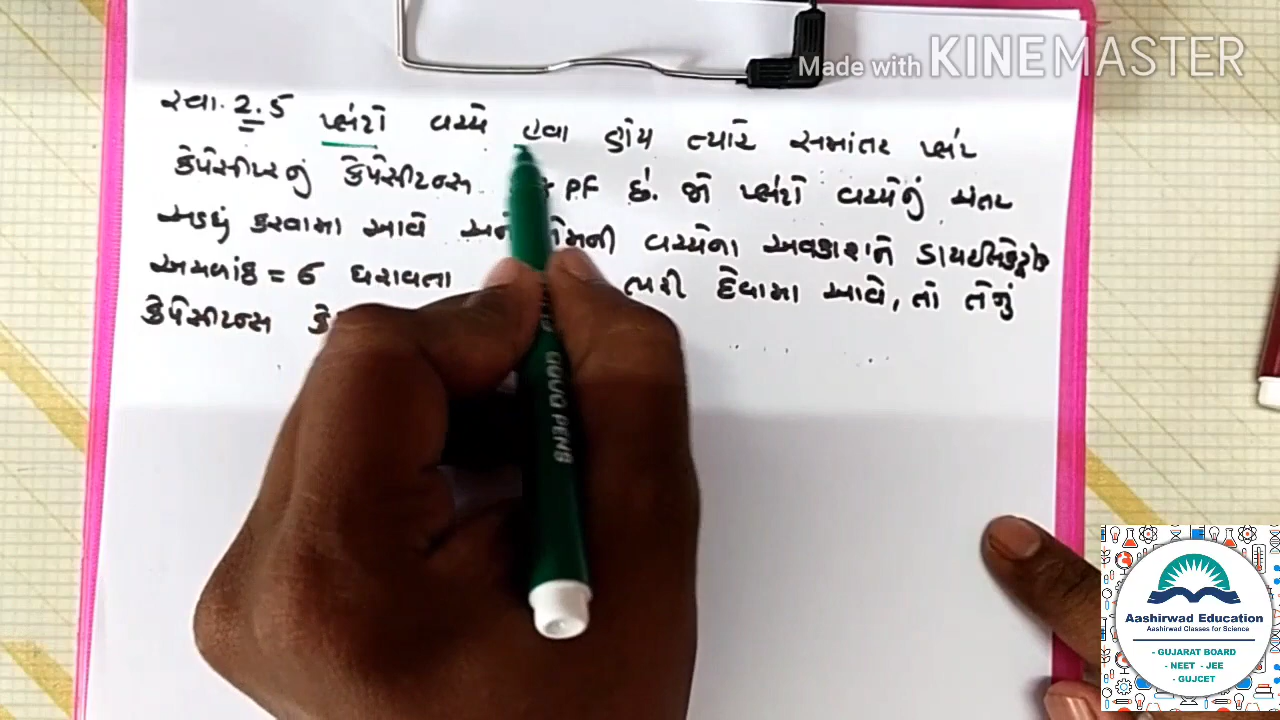 Made with KINEMASTER
સ્વા. 2.5 પ્લેટો વચ્ચે હવા હોય ત્યારે સમાંતર પ્લેટ
કેપેસીટરનું કેપેસીટન્સ PF છે. જો પ્લેટો વચ્ચેનું અંતર
અડધું કરવામા આવે અને તેમની વચ્ચેના અવકાશને ડાયઈલેક્ટ્રીક
અચળાંક = 6 ધરાવતા ભરી દેવામા આવે, તો તેનું
કેપેસીટન્સ
GOOD PENS
Aashirwad Education
Aashirwad Classes for Science
- GUJARAT BOARD
- NEET - JEE
- GUJCET